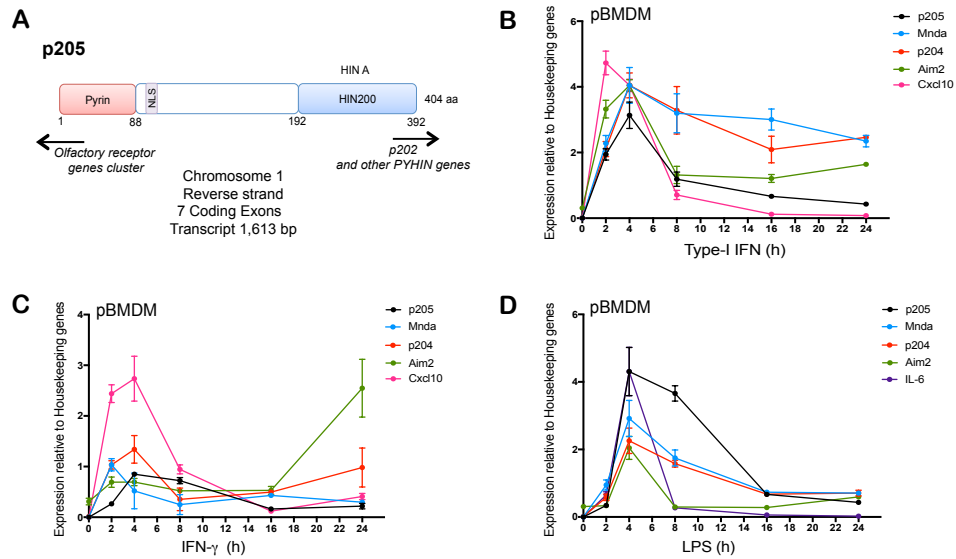 A
p205
HIN A
Pyrin
NLS
HIN200
404 aa
1
88
192
392
Olfactory receptor
genes cluster
p202
and other PYHIN genes
Chromosome 1
Reverse strand
7 Coding Exons
Transcript 1,613 bp
B
pBMDM
Expression relative to Housekeeping genes
6
4
2
0
0 2 4 6 8 10 12 14 16 18 20 22 24
Type-I IFN (h)
p205
Mnda
p204
Aim2
Cxcl10
C
pBMDM
Expression relative to Housekeeping genes
4
3
2
1
0
0 2 4 6 8 10 12 14 16 18 20 22 24
IFN-γ (h)
p205
Mnda
p204
Aim2
Cxcl10
D
pBMDM
Expression relative to Housekeeping genes
6
4
2
0
0 2 4 6 8 10 12 14 16 18 20 22 24
LPS (h)
p205
Mnda
p204
Aim2
IL-6